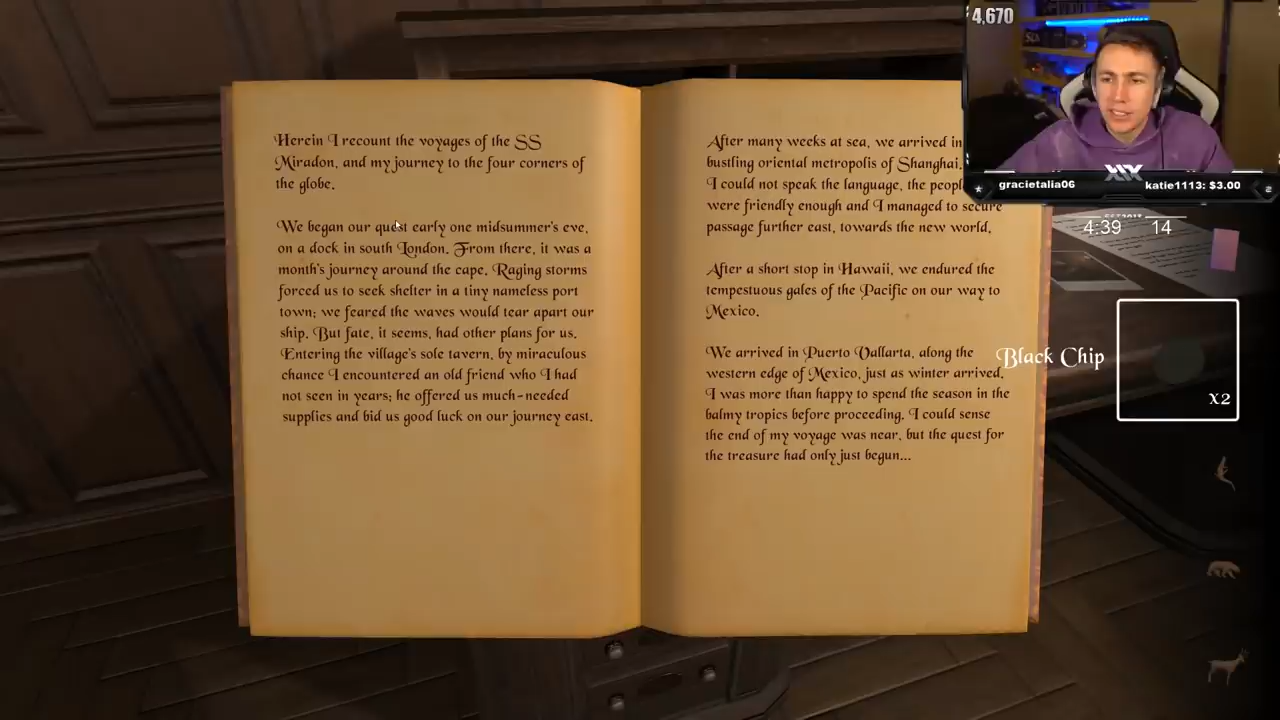 Herein I recount the voyages of the SS
Miradon, and my journey to the four corners of
the globe.
We began our quest early one midsummer's eve,
on a dock in south London. From there, it was a
month's journey around the cape. Raging storms
forced us to seek shelter in a tiny nameless port
town; we feared the waves would tear apart our
ship. But fate, it seems, had other plans for us.
Entering the village's sole tavern, by miraculous
chance I encountered an old friend who I had
not seen in years; he offered us much-needed
supplies and bid us good luck on our journey east.
After many weeks at sea, we arrived in
bustling oriental metropolis of Shanghai.
I could not speak the language, the
were friendly enough and I managed to secure
passage further east, towards the new world.
After a short stop in Hawaii, we endured the
tempestuous gales of the Pacific on our way to
Mexico.
We arrived in Puerto Vallarta, along the
western edge of Mexico, just as winter arrived.
I was more than happy to spend the season in the
balmy tropics before proceeding. I could sense
the end of my voyage was near, but the quest for
the treasure had only just begun...
4,670
XIX
gracietalia06
katie1113: $3.00
4:39 14
Black Chip
X2